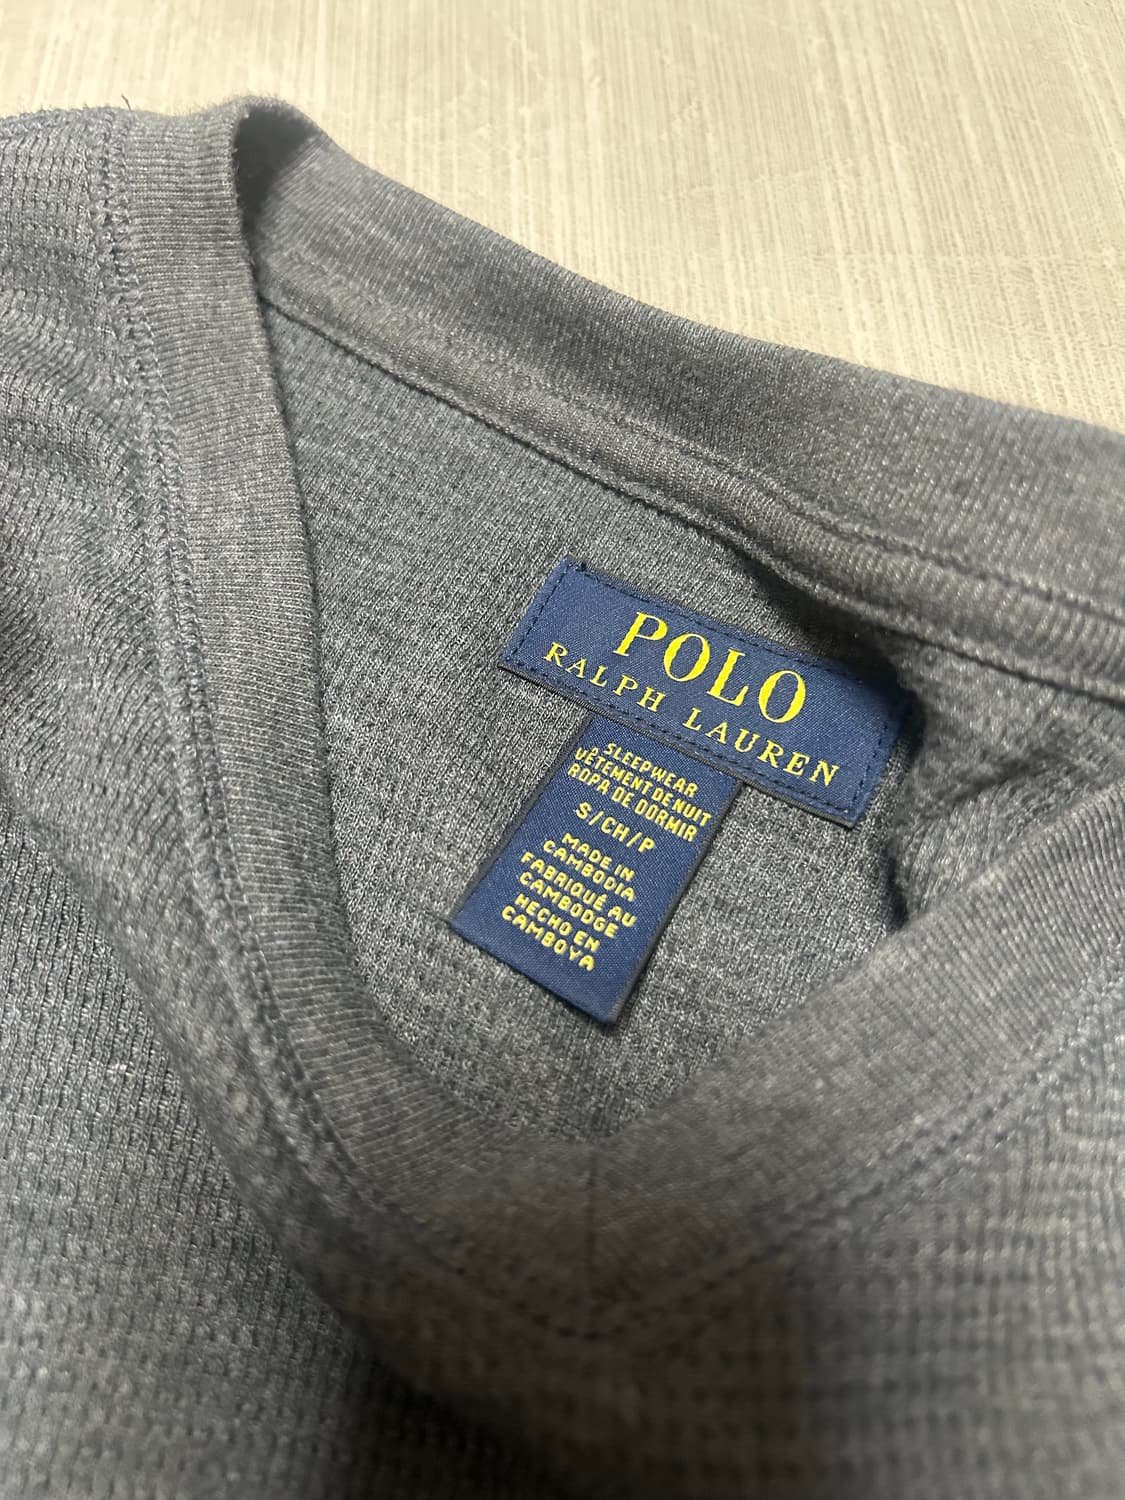 POLO
RALPH LAUREN
SLEEPWEAR
VÊTEMENT DE NUIT
ROPA DE DORMIR
S/CH/P
MADE IN
CAMBODIA
FABRIQUÉ AU
CAMBODGE
HECHO EN
CAMBOYA